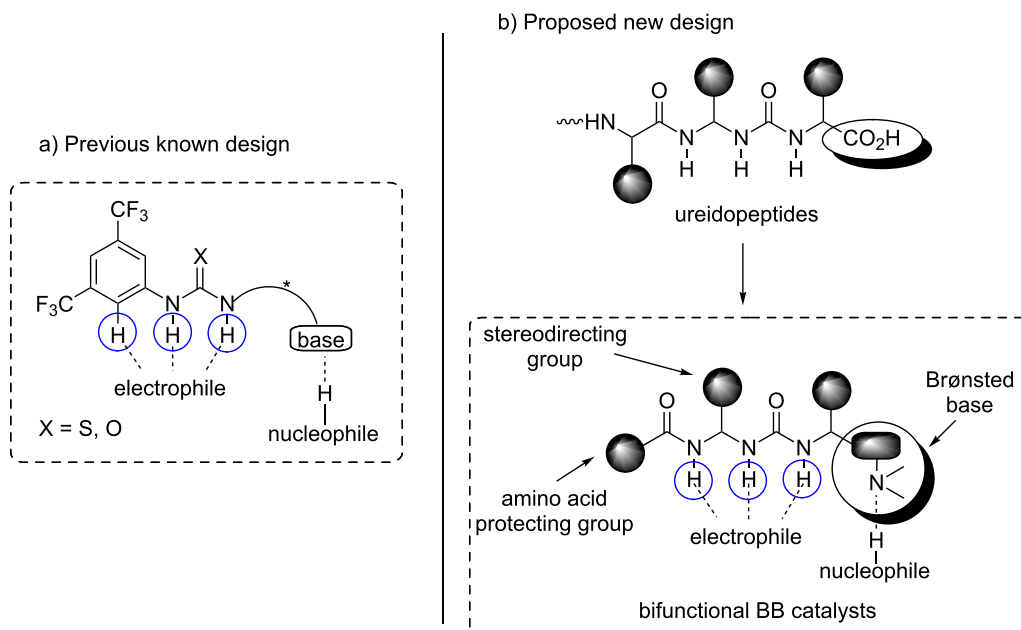 a) Previous known design
CF3
F3C
X
N
N
*
H
H
H
base
electrophile
H
nucleophile
X = S, O
b) Proposed new design
HN
O
N
H
N
H
O
N
H
CO2H
ureidopeptides
stereodirecting
group
Brønsted
base
O
N
H
N
H
O
N
H
N
amino acid
protecting group
electrophile
H
nucleophile
bifunctional BB catalysts